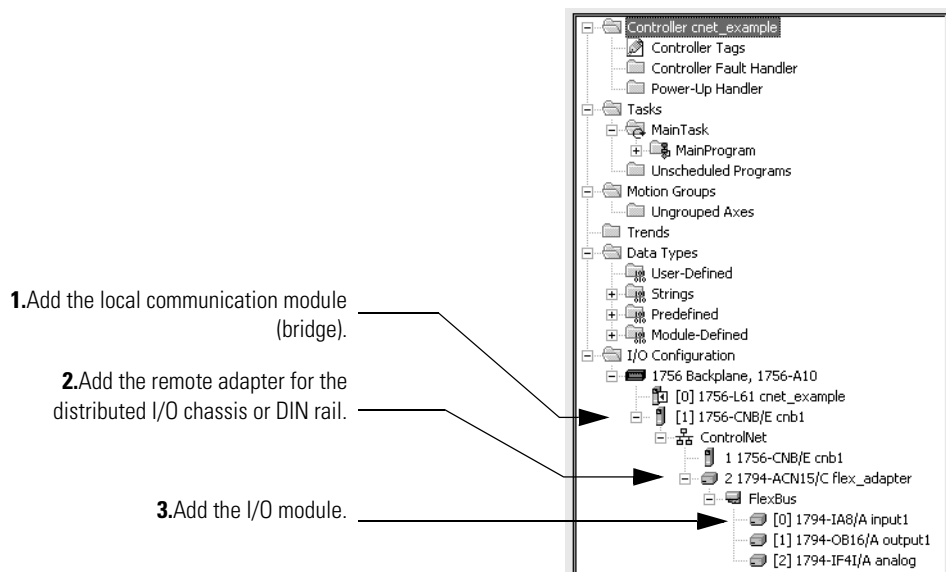 Controller cnet_example
Controller Tags
Controller Fault Handler
Power-Up Handler
Tasks
MainTask
MainProgram
Unscheduled Programs
Motion Groups
Ungrouped Axes
Trends
Data Types
User-Defined
Strings
Predefined
Module-Defined
I/O Configuration
1756 Backplane, 1756-A10
[0] 1756-L61 cnet_example
[1] 1756-CNB/E cnb1
ControlNet
1 1756-CNB/E cnb1
2 1794-ACN15/C flex_adapter
FlexBus
[0] 1794-IA8/A input1
[1] 1794-OB16/A output1
[2] 1794-IF4I/A analog
1.Add the local communication module
(bridge).
2.Add the remote adapter for the
distributed I/O chassis or DIN rail.
3.Add the I/O module.